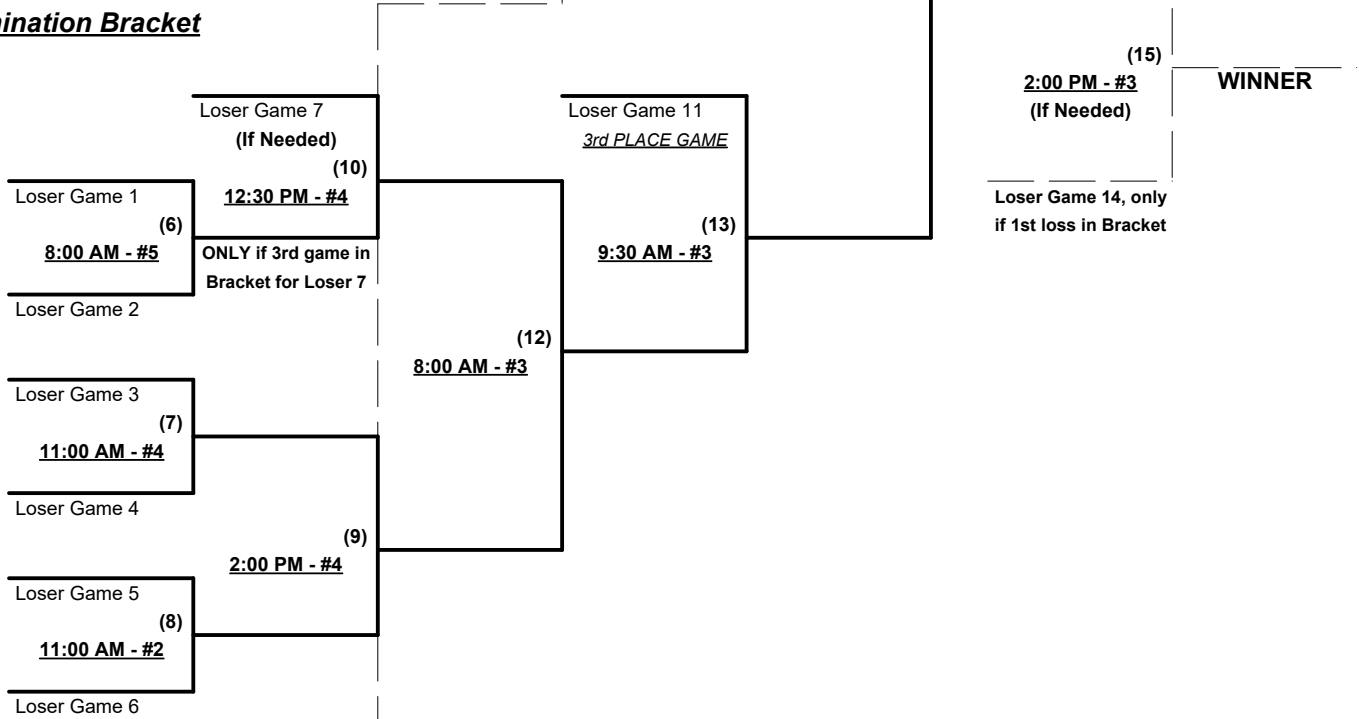 ination Bracket
(15)
2:00 PM - #3
(If Needed)
WINNER
Loser Game 14, only
if 1st loss in Bracket
Loser Game 7
(If Needed)
(10)
12:30 PM - #4
ONLY if 3rd game in
Bracket for Loser 7
Loser Game 11
3rd PLACE GAME
(13)
9:30 AM - #3
Loser Game 1
(6)
8:00 AM - #5
Loser Game 2
(12)
8:00 AM - #3
Loser Game 3
(7)
11:00 AM - #4
Loser Game 4
(9)
2:00 PM - #4
Loser Game 5
(8)
11:00 AM - #2
Loser Game 6